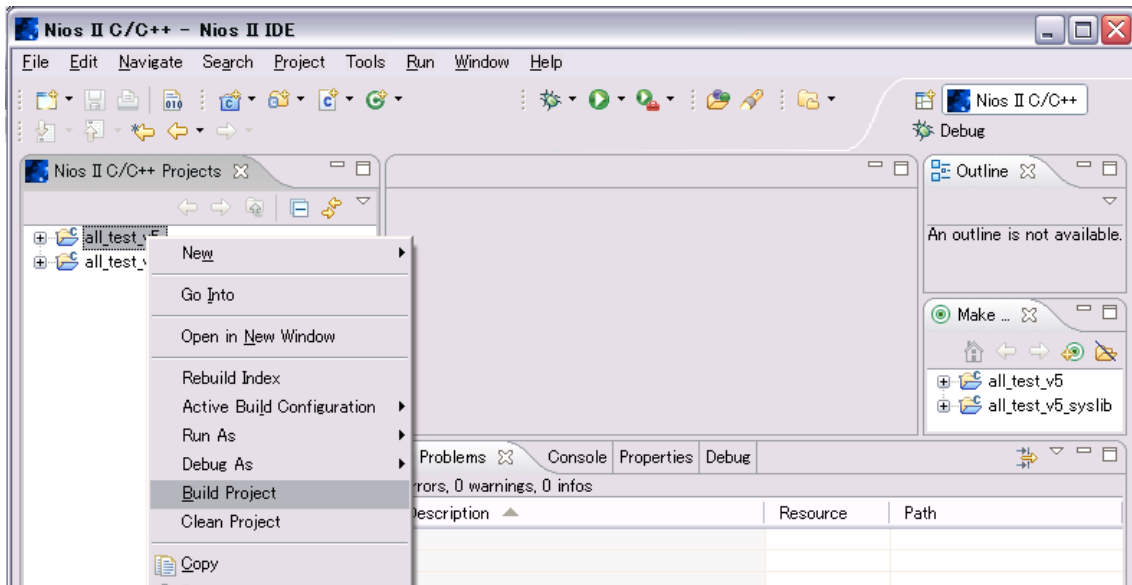 Nios II C/C++ - Nios II IDE
File Edit Navigate Search Project Tools Run Window Help
Nios II C/C++
Debug
Nios II C/C++ Projects
Outline
all_test_v5
all_test_v
An outline is not available.
New
Go Into
Open in New Window
Make ...
Rebuild Index
all_test_v5
Active Build Configuration
all_test_v5_syslib
Run As
Debug As
Problems Console Properties Debug
Build Project
rrors, 0 warnings, 0 infos
Clean Project
Description Resource Path
Copy